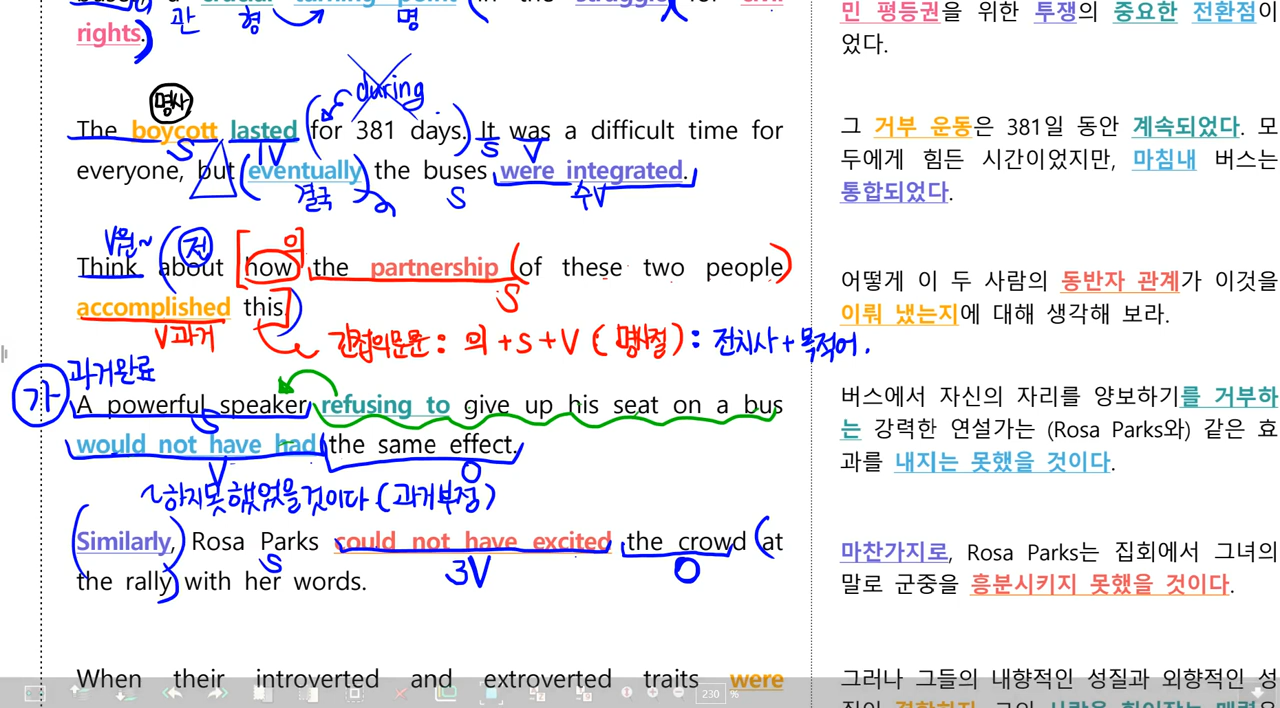 민 평등권을 위한 투쟁의 중요한 전환점이
rights.
관 형 명
었다.
during
명사
The boycott lasted for 381 days. It was a difficult time for
S 1V S V
everyone, but eventually the buses were integrated.
결국 S 수V
그 거부 운동은 381일 동안 계속되었다. 모
두에게 힘든 시간이었지만, 마침내 버스는
통합되었다.
V원~ 전
Think about how the partnership of these two people
S
accomplished this.
V과거
간접의문문: 의+S+V (명사절): 전치사+목적어.
어떻게 이 두 사람의 동반자 관계가 이것을
이뤄 냈는지에 대해 생각해 보라.
가 과거완료
A powerful speaker refusing to give up his seat on a bus
S
would not have had the same effect.
V O
~하지못했었을것이다 (과거부정)
버스에서 자신의 자리를 양보하기를 거부하
는 강력한 연설가는 (Rosa Parks와) 같은 효
과를 내지는 못했을 것이다.
Similarly, Rosa Parks could not have excited the crowd at
S 3V O
the rally with her words.
마찬가지로, Rosa Parks는 집회에서 그녀의
말로 군중을 흥분시키지 못했을 것이다.
When their introverted and extroverted traits were
그러나 그들의 내향적인 성질과 외향적인 성
230 %